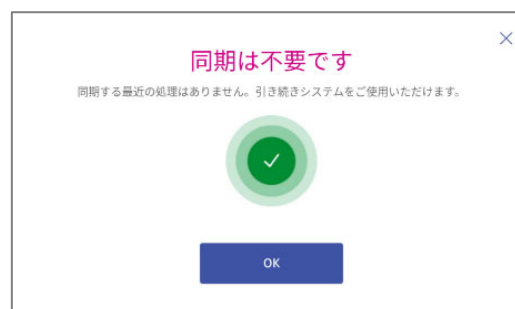 同期は不要です
同期する最近の処理はありません。引き続きシステムをご使用いただけます。
OK